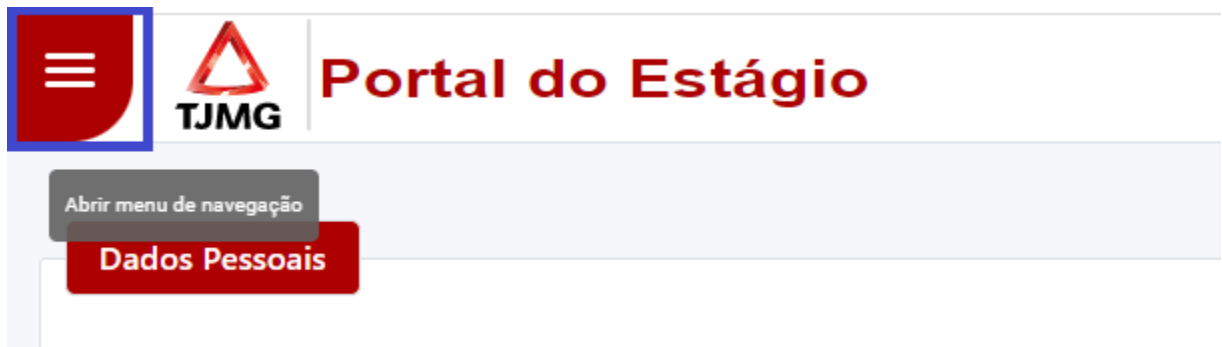 TJMG
Portal do Estágio
Abrir menu de navegação
Dados Pessoais